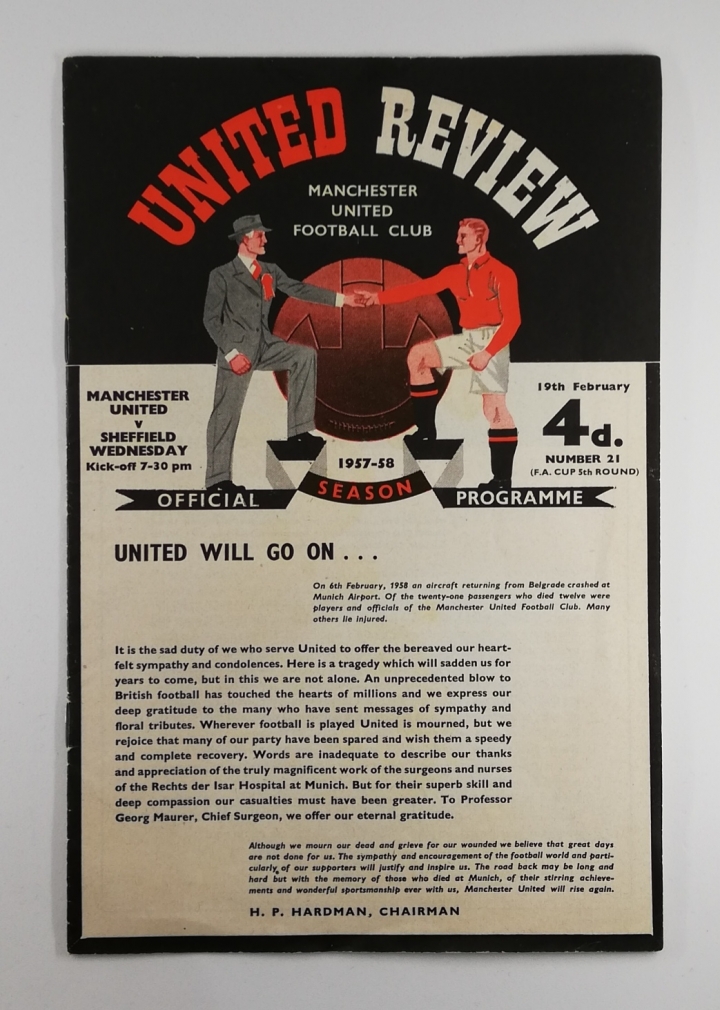 UNITED REVIEW
MANCHESTER
UNITED
FOOTBALL CLUB
MANCHESTER
UNITED
v
SHEFFIELD
WEDNESDAY
Kick-off 7-30 pm
19th February
4d.
NUMBER 21
(F.A. CUP 5th ROUND)
1957-58
OFFICIAL SEASON PROGRAMME
UNITED WILL GO ON . . .
On 6th February, 1958 an aircraft returning from Belgrade crashed at
Munich Airport. Of the twenty-one passengers who died twelve were
players and officials of the Manchester United Football Club. Many
others lie injured.
It is the sad duty of we who serve United to offer the bereaved our heart-
felt sympathy and condolences. Here is a tragedy which will sadden us for
years to come, but in this we are not alone. An unprecedented blow to
British football has touched the hearts of millions and we express our
deep gratitude to the many who have sent messages of sympathy and
floral tributes. Wherever football is played United is mourned, but we
rejoice that many of our party have been spared and wish them a speedy
and complete recovery. Words are inadequate to describe our thanks
and appreciation of the truly magnificent work of the surgeons and nurses
of the Rechts der Isar Hospital at Munich. But for their superb skill and
deep compassion our casualties must have been greater. To Professor
Georg Maurer, Chief Surgeon, we offer our eternal gratitude.
Although we mourn our dead and grieve for our wounded we believe that great days
are not done for us. The sympathy and encouragement of the football world and parti-
cularly of our supporters will justify and inspire us. The road back may be long and
hard but with the memory of those who died at Munich, of their stirring achieve-
ments and wonderful sportsmanship ever with us, Manchester United will rise again.
H. P. HARDMAN, CHAIRMAN